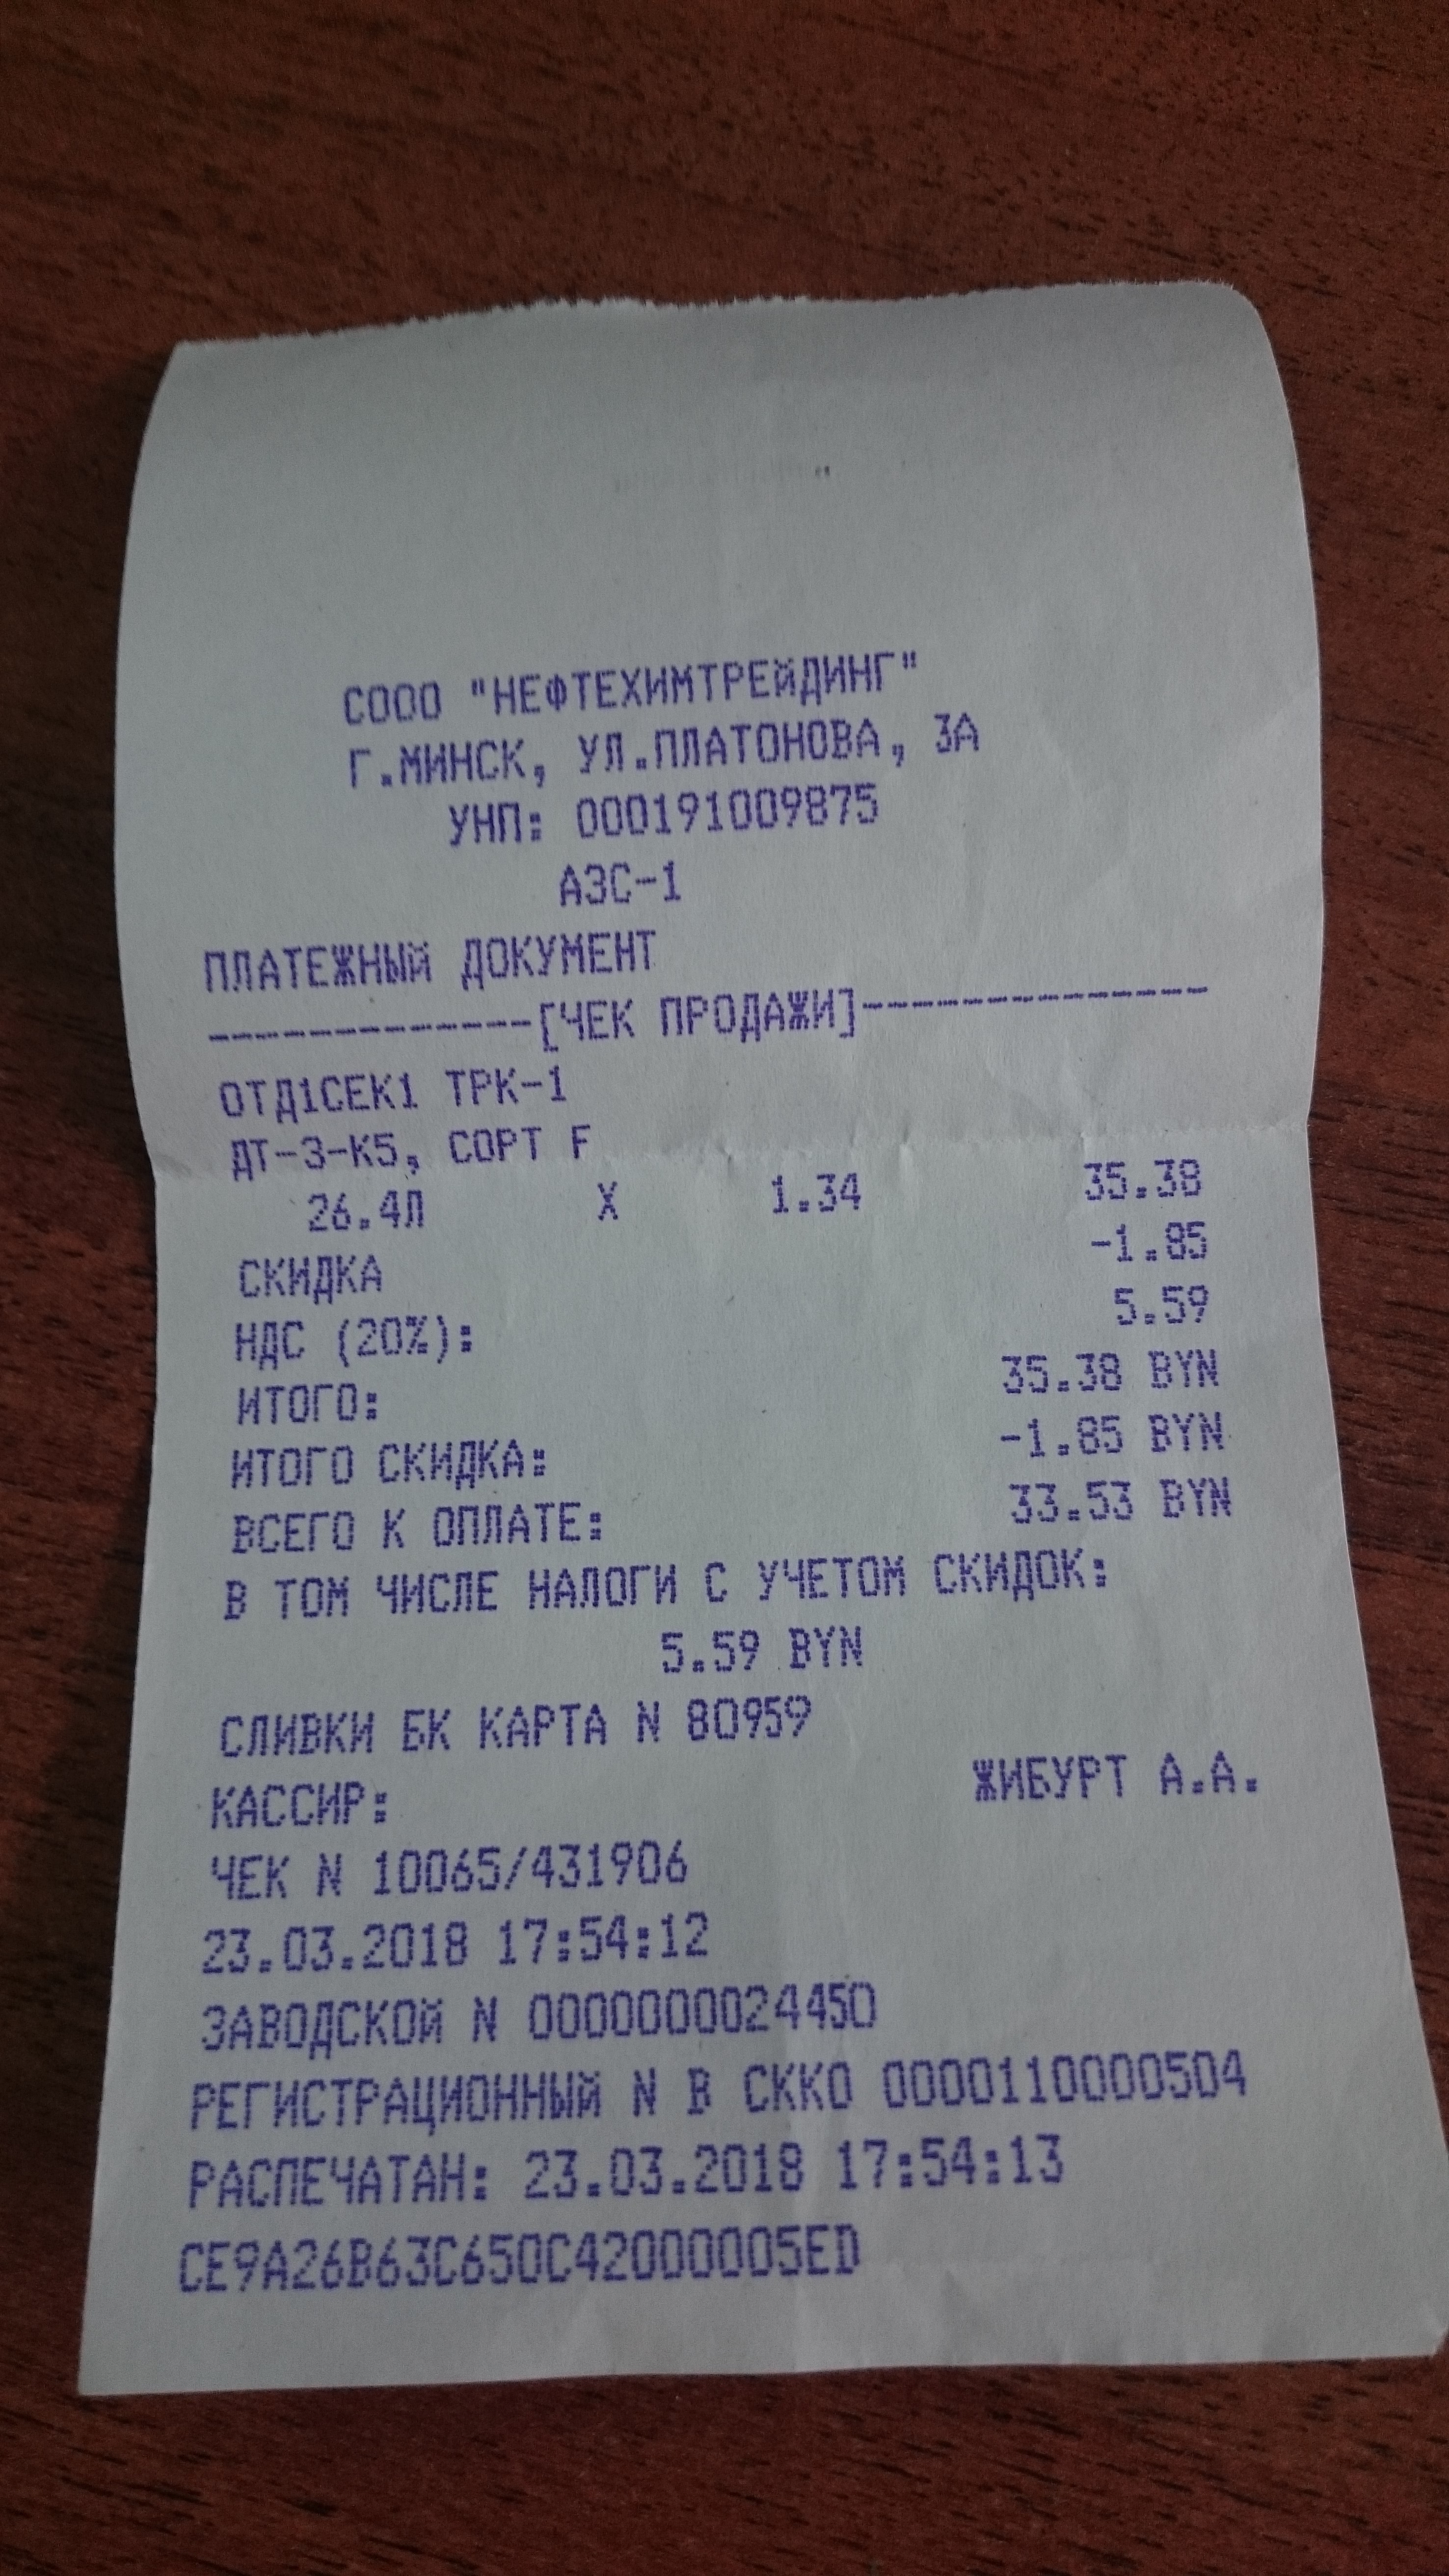 СООО "НЕФТЕХИМТРЕЙДИНГ"
Г.МИНСК, УЛ.ПЛАТОНОВА, 3А
УНП: 000191009875
АЗС-1
ПЛАТЕЖНЫЙ ДОКУМЕНТ
--------------[ЧЕК ПРОДАЖИ]--------------
ОТД1СЕК1 ТРК-1
ДТ-З-К5, СОРТ F
26.4Л X 1.34 35.38
СКИДКА -1.85
НДС (20%): 5.59
ИТОГО: 35.38 BYN
ИТОГО СКИДКА: -1.85 BYN
ВСЕГО К ОПЛАТЕ: 33.53 BYN
В ТОМ ЧИСЛЕ НАЛОГИ С УЧЕТОМ СКИДОК:
5.59 BYN
СЛИВКИ БК КАРТА N 80959
КАССИР: ЖИБУРТ А.А.
ЧЕК N 10065/431906
23.03.2018 17:54:12
ЗАВОДСКОЙ N 0000000024450
РЕГИСТРАЦИОННЫЙ N В СККО 0000110000504
РАСПЕЧАТАН: 23.03.2018 17:54:13
CE9A26B63C650C42000005ED